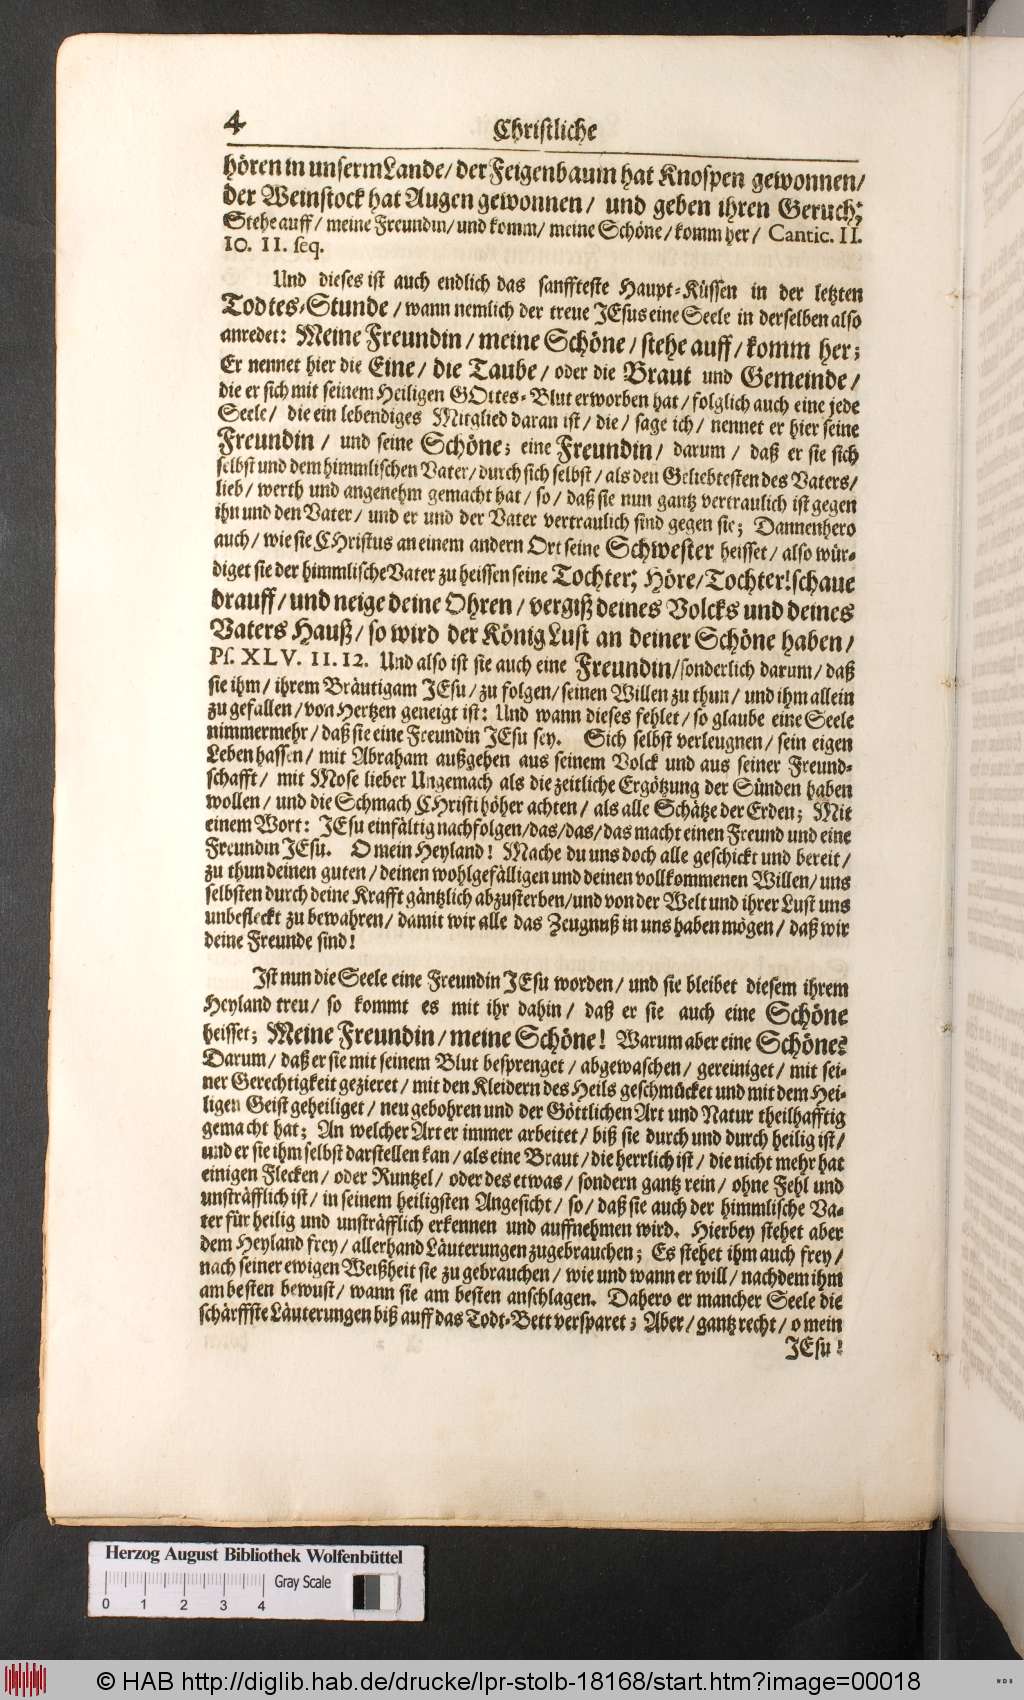 4
Christliche
hören in unserm Lande/ der Feigenbaum hat Knospen gewonnen/
der Weinstock hat Augen gewonnen/ und geben ihren Geruch;
Stehe auff/ meine Freundin/ und komm/ meine Schöne/ komm her/ Cantic. II.
10. 11. seq.
Und dieses ist auch endlich das sanffteste Haupt-Küssen in der letzten
Todtes-Stunde/ wann nemlich der treue JEsus eine Seele in derselben also
anredet: Meine Freundin/ meine Schöne/ stehe auff/ komm her;
Er nennet hier die Eine/ die Taube/ oder die Braut und Gemeinde/
die er sich mit seinem Heiligen GOttes-Blut erworben hat/ folglich auch eine jede
Seele/ die ein lebendiges Mitglied daran ist/ die/ sage ich/ nennet er hier seine
Freundin/ und seine Schöne; eine Freundin/ darum/ daß er sie sich
selbst und dem himmlischen Vater/ durch sich selbst/ als den Geliebtesten des Vaters/
lieb/ werth und angenehm gemacht hat/ so/ daß sie nun gantz vertraulich ist gegen
ihn und den Vater/ und er und der Vater vertraulich sind gegen sie; Dannenhero
auch/ wie sie CHristus an einem andern Ort seine Schwester heisset/ also wür-
diget sie der himmlische Vater zu heissen seine Tochter; Höre/ Tochter! schaue
drauff/ und neige deine Ohren/ vergiß deines Volcks und deines
Vaters Hauß/ so wird der König Lust an deiner Schöne haben/
Ps. XLV. 11. 12. Und also ist sie auch eine Freundin/ sonderlich darum/ daß
sie ihm/ ihrem Bräutigam JEsu/ zu folgen/ seinen Willen zu thun/ und ihm allein
zu gefallen/ von Hertzen geneigt ist: Und wann dieses fehlet/ so glaube eine Seele
nimmermehr/ daß sie eine Freundin JEsu sey. Sich selbst verleugnen/ sein eigen
Leben hassen/ mit Abraham außgehen aus seinem Volck und aus seiner Freund-
schafft/ mit Mose lieber Ungemach als die zeitliche Ergötzung der Sünden haben
wollen/ und die Schmach CHristi höher achten/ als alle Schätze der Erden; Mit
einem Wort: JEsu einfältig nachfolgen/ das/ das/ das macht einen Freund und eine
Freundin JEsu. O mein Heyland! Mache du uns doch alle geschickt und bereit/
zu thun deinen guten/ deinen wohlgefälligen und deinen vollkommenen Willen/ uns
selbsten durch deine Krafft gäntzlich abzusterben/ und von der Welt und ihrer Lust uns
unbefleckt zu bewahren/ damit wir alle das Zeugnuß in uns haben mögen/ daß wir
deine Freunde sind!
Ist nun die Seele eine Freundin JEsu worden/ und sie bleibet diesem ihrem
Heyland treu/ so kommt es mit ihr dahin/ daß er sie auch eine Schöne
heisset; Meine Freundin/ meine Schöne! Warum aber eine Schöne?
Darum/ daß er sie mit seinem Blut besprenget/ abgewaschen/ gereiniget/ mit sei-
ner Gerechtigkeit gezieret/ mit den Kleidern des Heils geschmücket und mit dem Hei-
ligen Geist geheiliget/ neu gebohren und der Göttlichen Art und Natur theilhafftig
gemacht hat; An welcher Art er immer arbeitet/ biß sie durch und durch heilig ist/
und er sie ihm selbst darstellen kan/ als eine Braut/ die herrlich ist/ die nicht mehr hat
einigen Flecken/ oder Runtzel/ oder des etwas/ sondern gantz rein/ ohne Fehl und
unsträfflich ist/ in seinem heiligsten Angesicht/ so/ daß sie auch der himmlische Va-
ter für heilig und unsträfflich erkennen und auffnehmen wird. Hierbey stehet aber
dem Heyland frey/ allerhand Läuterungen zugebrauchen; Es stehet ihm auch frey/
nach seiner ewigen Weißheit sie zu gebrauchen/ wie und wann er will/ nachdem ihm
am besten bewust/ wann sie am besten anschlagen. Dahero er mancher Seele die
schärffste Läuterungen biß auff das Todt-Bett versparet; Aber/ gantz recht/ o mein
JEsu!
Herzog August Bibliothek Wolfenbüttel
Gray Scale
0 1 2 3 4
© HAB http://diglib.hab.de/drucke/lpr-stolb-18168/start.htm?image=00018